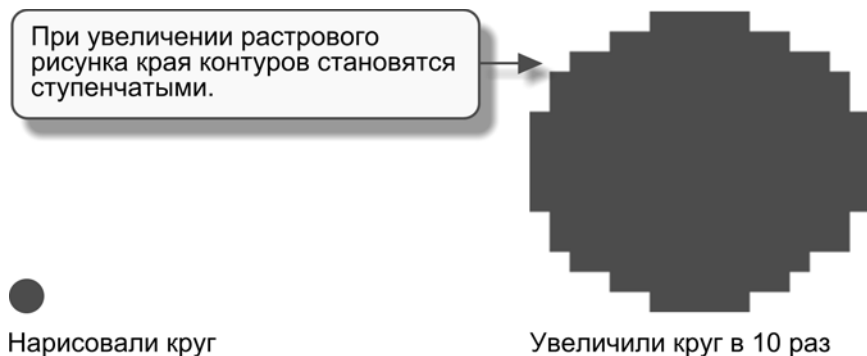 При увеличении растрового
рисунка края контуров становятся
ступенчатыми.
Нарисовали круг
Увеличили круг в 10 раз